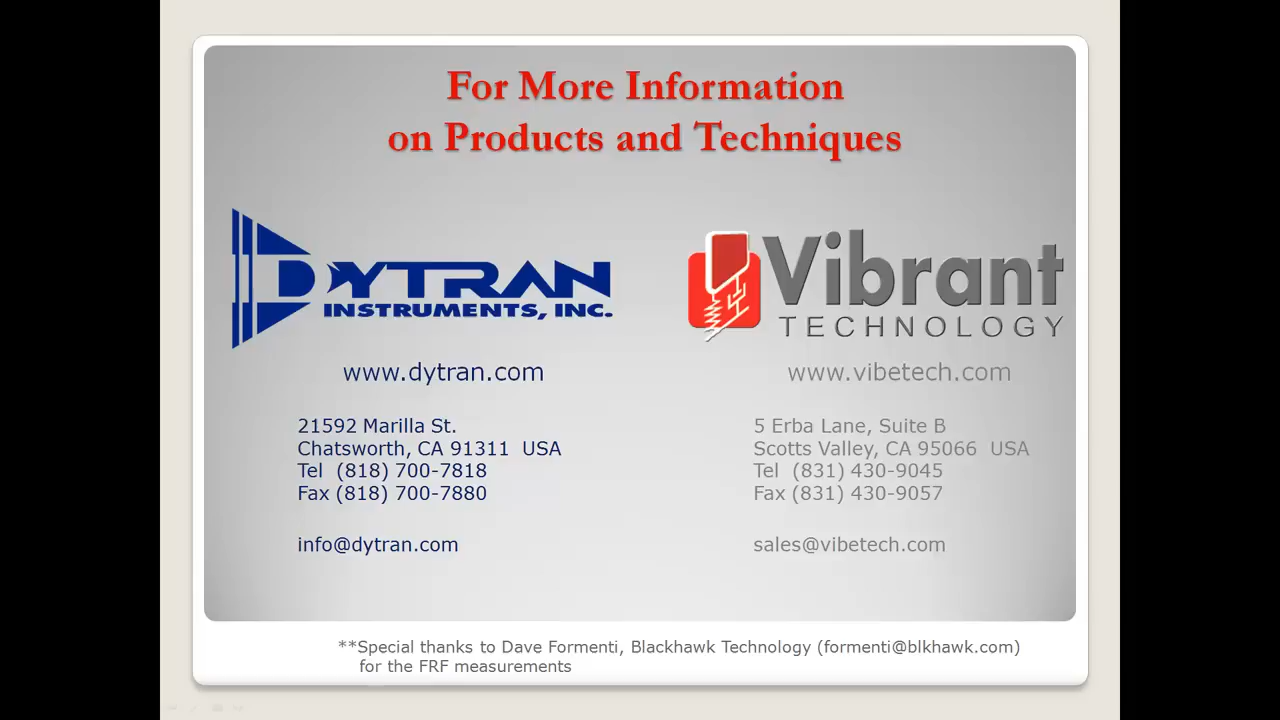 For More Information
on Products and Techniques
DYTRAN
INSTRUMENTS, INC.
www.dytran.com
21592 Marilla St.
Chatsworth, CA 91311 USA
Tel (818) 700-7818
Fax (818) 700-7880
info@dytran.com
Vibrant
TECHNOLOGY
www.vibetech.com
5 Erba Lane, Suite B
Scotts Valley, CA 95066 USA
Tel (831) 430-9045
Fax (831) 430-9057
sales@vibetech.com
**Special thanks to Dave Formenti, Blackhawk Technology (formenti@blkhawk.com)
for the FRF measurements